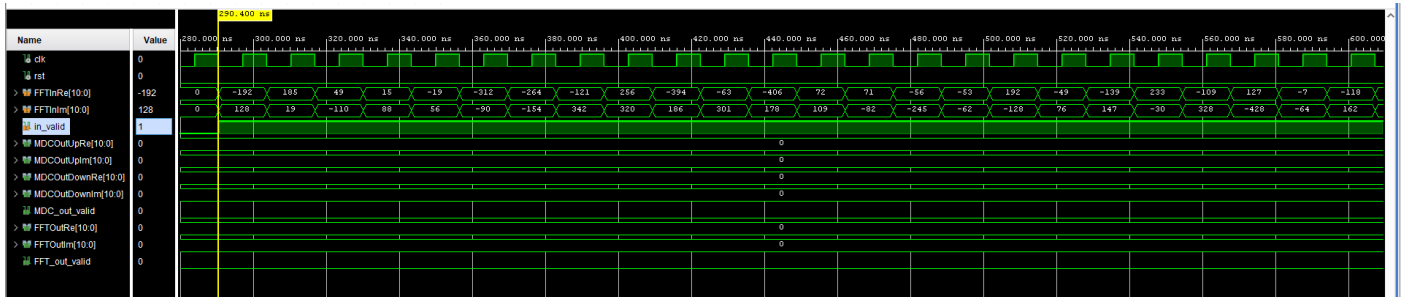 290.400 ns
Name Value 280.000 ns 300.000 ns 320.000 ns 340.000 ns 360.000 ns 380.000 ns 400.000 ns 420.000 ns 440.000 ns 460.000 ns 480.000 ns 500.000 ns 520.000 ns 540.000 ns 560.000 ns 580.000 ns 600.000
clk 0
rst 0
FFTInRe[10:0] -192 0 -192 185 49 15 -19 -312 -264 -121 256 -394 -63 -406 72 71 -56 -53 192 -49 -139 233 -109 127 -7 -118
FFTInIm[10:0] 128 0 128 19 -110 88 56 -90 -154 342 320 186 301 178 109 -82 -245 -62 -128 76 147 -30 328 -428 -64 162
in_valid 1
MDCOutUpRe[10:0] 0 0
MDCOutUpIm[10:0] 0 0
MDCOutDownRe[10:0] 0 0
MDCOutDownIm[10:0] 0 0
MDC_out_valid 0
FFTOutRe[10:0] 0 0
FFTOutIm[10:0] 0 0
FFT_out_valid 0